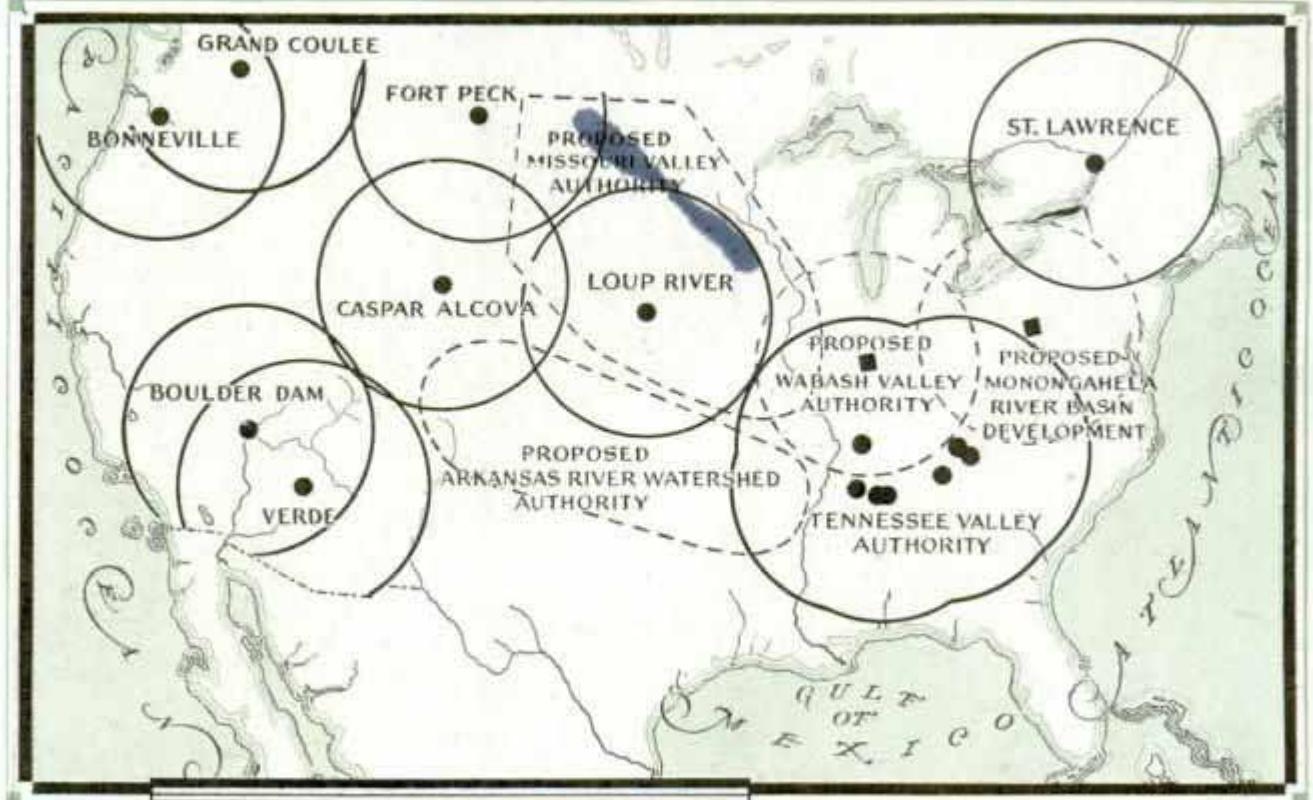 GRAND COULEE
BONNEVILLE
FORT PECK
PROPOSED
MISSOURI VALLEY
AUTHORITY
ST. LAWRENCE
CASPAR ALCOVA
LOUP RIVER
BOULDER DAM
VERDE
PROPOSED
WABASH VALLEY
AUTHORITY
PROPOSED
MONONGAHELA
RIVER BASIN
DEVELOPMENT
PROPOSED
ARKANSAS RIVER WATERSHED
AUTHORITY
TENNESSEE VALLEY
AUTHORITY
GULF
OF
MEXICO
ATLANTIC OCEAN